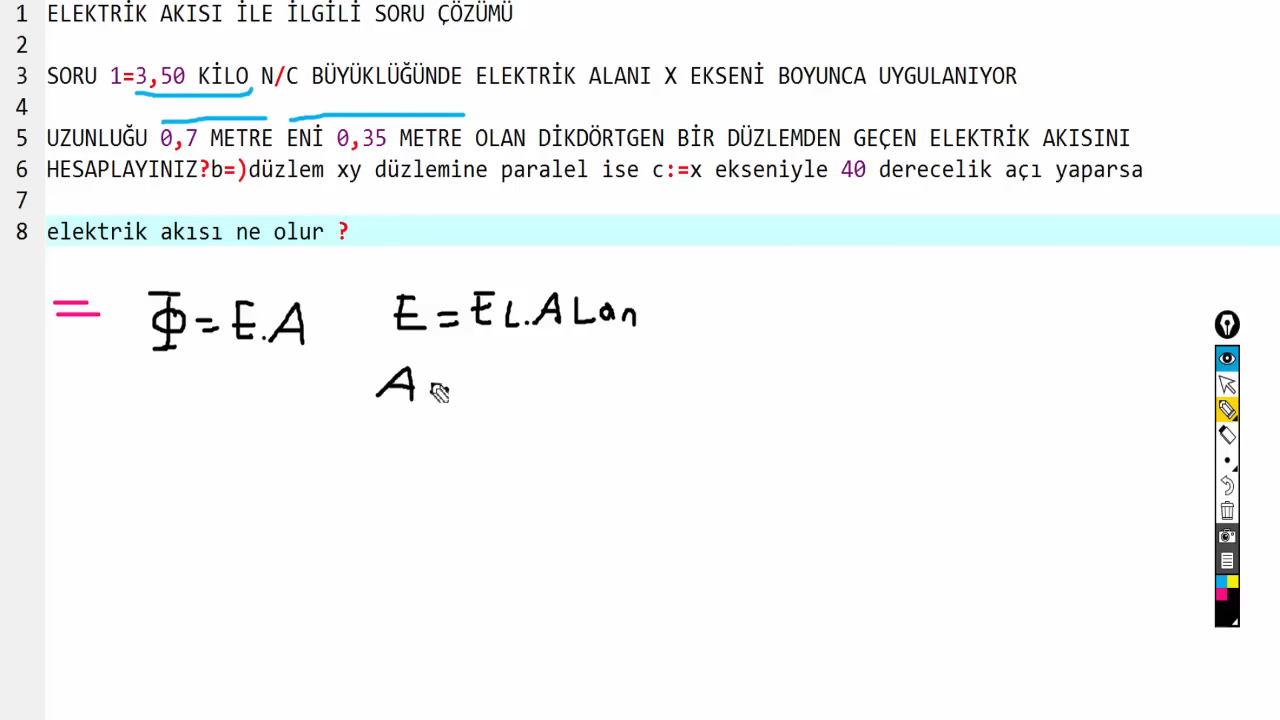 1 ELEKTRİK AKISI İLE İLGİLİ SORU ÇÖZÜMÜ
2
3 SORU 1=3,50 KİLO N/C BÜYÜKLÜĞÜNDE ELEKTRİK ALANI X EKSENİ BOYUNCA UYGULANIYOR
4
5 UZUNLUĞU 0,7 METRE ENİ 0,35 METRE OLAN DİKDÖRTGEN BİR DÜZLEMDEN GEÇEN ELEKTRİK AKISINI
6 HESAPLAYINIZ?b=)düzlem xy düzlemine paralel ise c:=x ekseniyle 40 derecelik açı yaparsa
7
8 elektrik akısı ne olur ?
= Φ = E.A E = EL.ALan
A